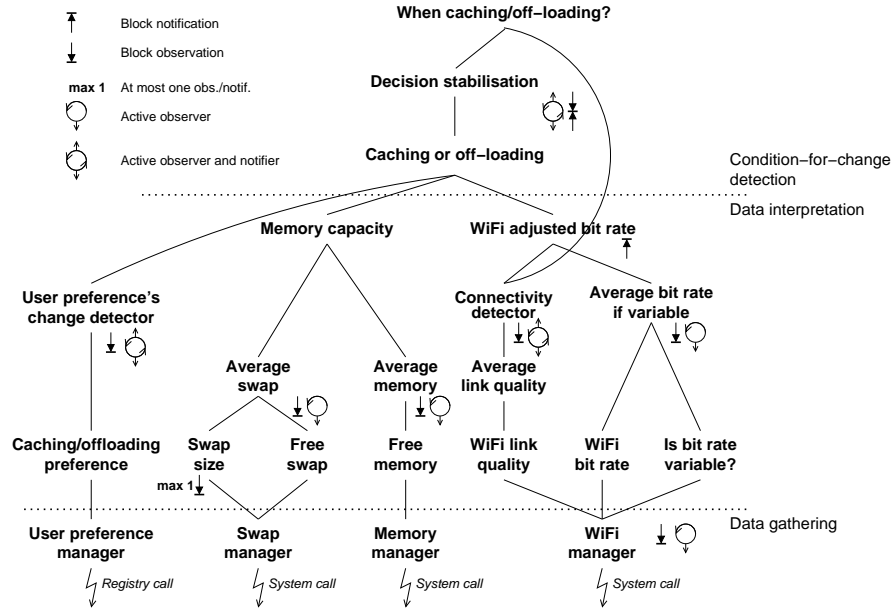 When caching/off−loading?
Block notification
Block observation
max 1 At most one obs./notif.
Active observer
Active observer and notifier
Decision stabilisation
Caching or off−loading
Condition−for−change
detection
Data interpretation
Memory capacity
WiFi adjusted bit rate
User preference's
change detector
Connectivity
detector
Average bit rate
if variable
Average
swap
Average
memory
Average
link quality
Caching/offloading
preference
Swap
size
max 1
Free
swap
Free
memory
WiFi link
quality
WiFi
bit rate
Is bit rate
variable?
Data gathering
User preference
manager
Swap
manager
Memory
manager
WiFi
manager
Registry call
System call
System call
System call